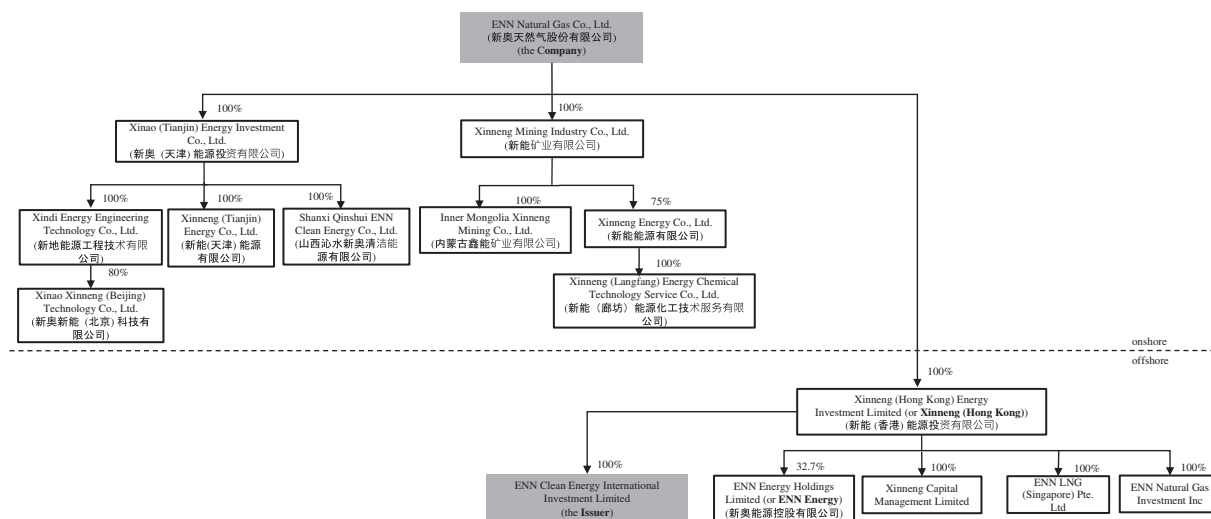 ENN Natural Gas Co., Ltd.
(新奥天然气股份有限公司)
(the Company)
100%
100%
Xinao (Tianjin) Energy Investment
Co., Ltd.
(新奥 (天津) 能源投资有限公司)
Xinneng Mining Industry Co., Ltd.
(新能矿业有限公司)
100%
100%
100%
100%
75%
Xindi Energy Engineering
Technology Co., Ltd.
(新地能源工程技术有限
公司)
Xinneng (Tianjin)
Energy Co., Ltd.
(新能(天津) 能源
有限公司)
Shanxi Qinshui ENN
Clean Energy Co., Ltd.
(山西沁水新奥清洁能
源有限公司)
Inner Mongolia Xinneng
Mining Co., Ltd.
(内蒙古鑫能矿业有限公司)
Xinneng Energy Co., Ltd.
(新能能源有限公司)
80%
100%
Xinao Xinneng (Beijing)
Technology Co., Ltd.
(新奥新能 (北京) 科技有
限公司)
Xinneng (Langfang) Energy Chemical
Technology Service Co., Ltd.
(新能（廊坊）能源化工技术服务有限
公司)
onshore
offshore
100%
Xinneng (Hong Kong) Energy
Investment Limited (or Xinneng (Hong Kong))
(新能 (香港) 能源投资有限公司)
100%
32.7%
100%
100%
100%
ENN Clean Energy International
Investment Limited
(the Issuer)
ENN Energy Holdings
Limited (or ENN Energy)
(新奥能源控股有限公司)
Xinneng Capital
Management Limited
ENN LNG
(Singapore) Pte.
Ltd
ENN Natural Gas
Investment Inc